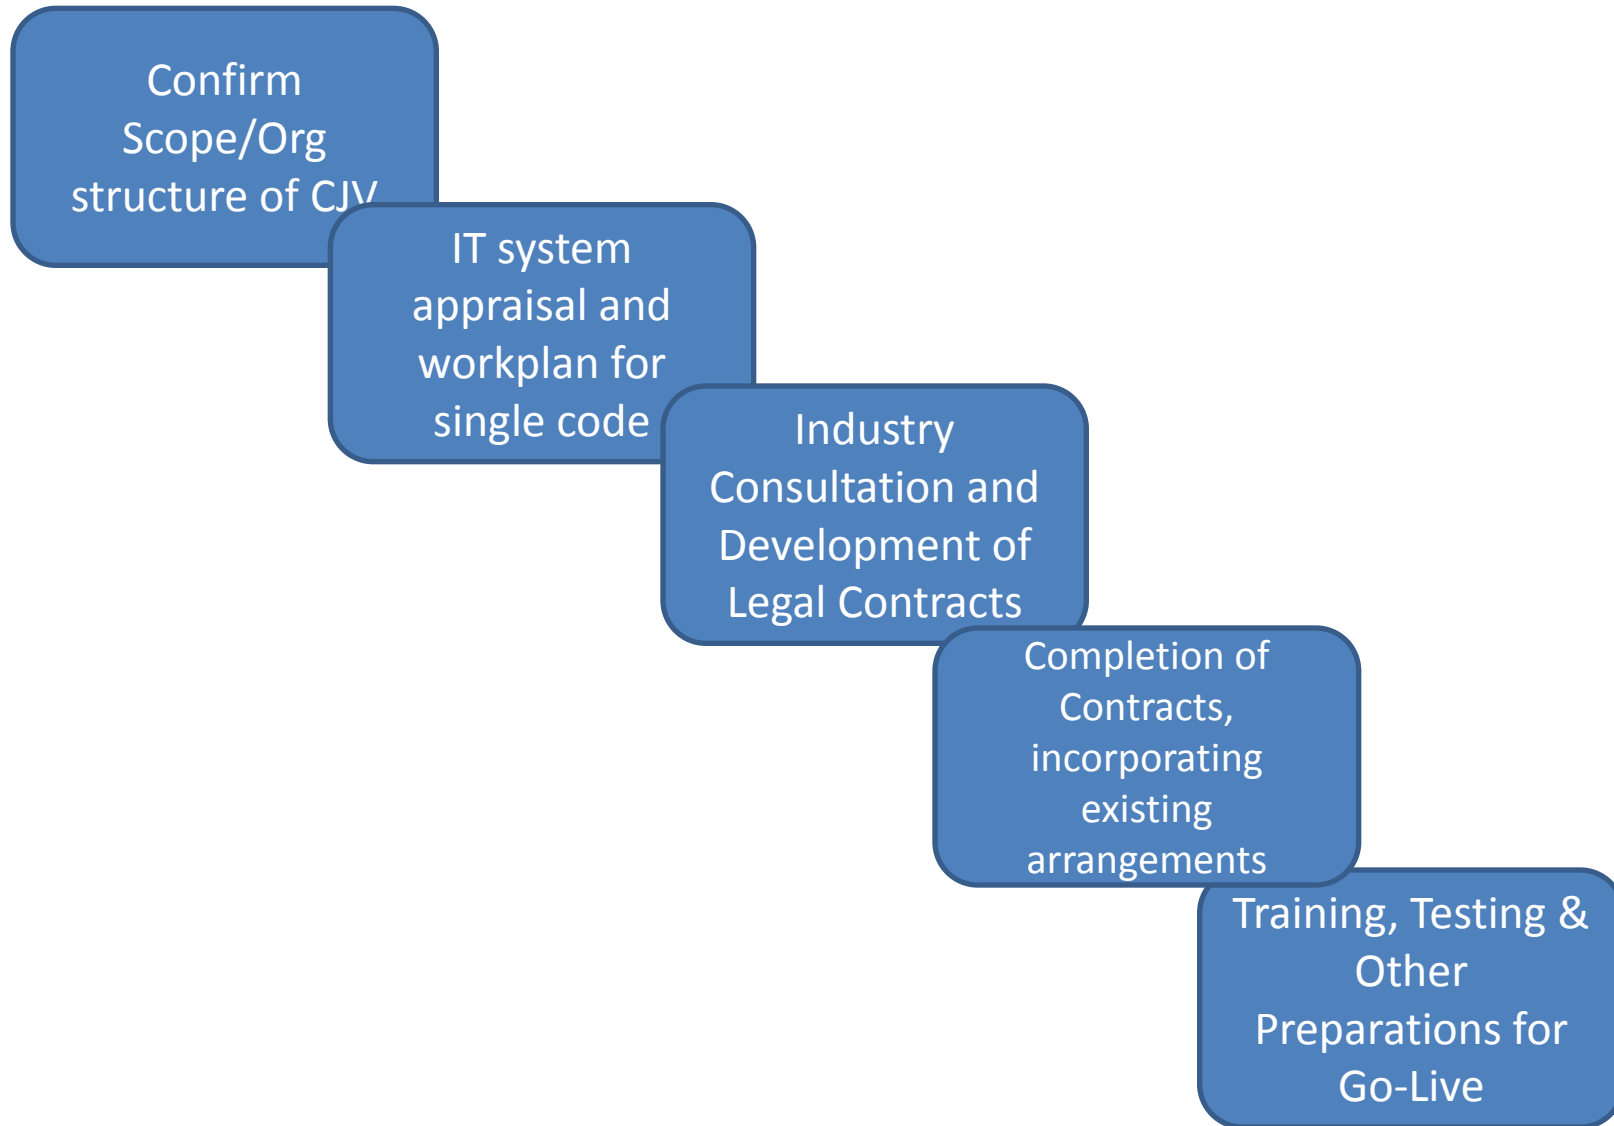 Confirm
Scope/Org
structure of CJV
IT system
appraisal and
workplan for
single code
Industry
Consultation and
Development of
Legal Contracts
Completion of
Contracts,
incorporating
existing
arrangements
Training, Testing &
Other
Preparations for
Go-Live